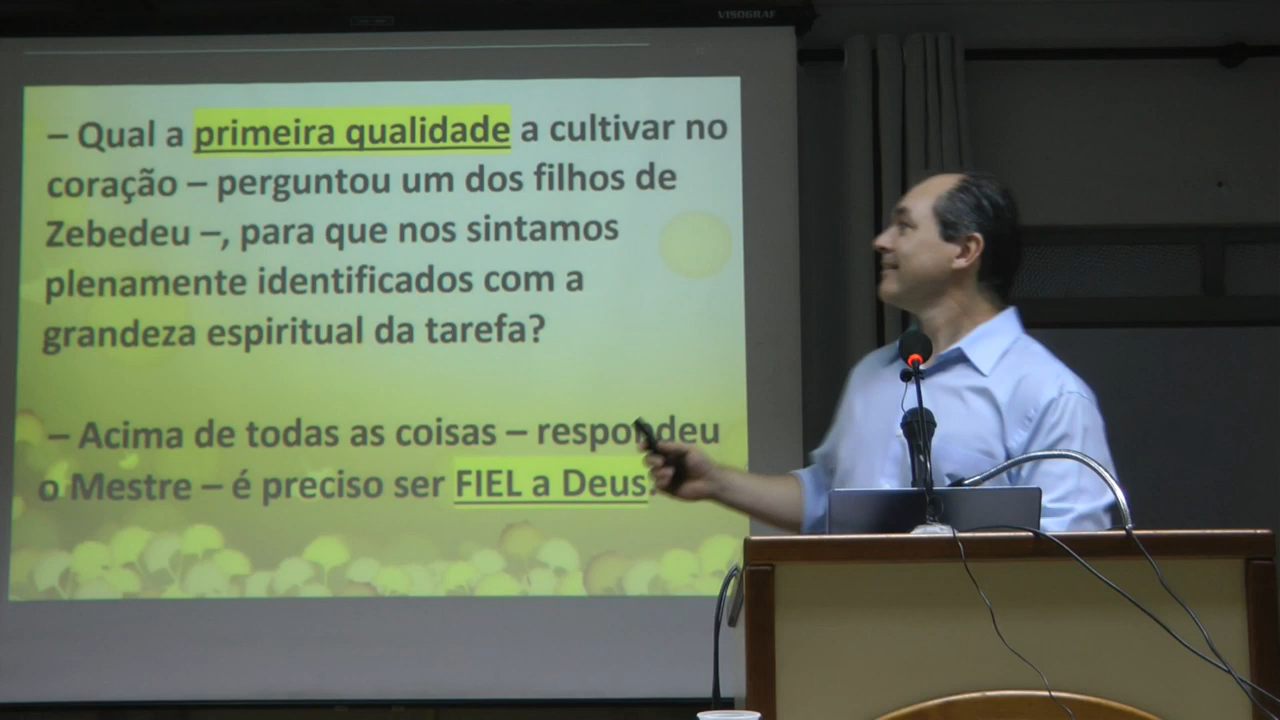 VISOGRAF
– Qual a primeira qualidade a cultivar no
coração – perguntou um dos filhos de
Zebedeu –, para que nos sintamos
plenamente identificados com a
grandeza espiritual da tarefa?
– Acima de todas as coisas – respondeu
o Mestre – é preciso ser FIEL a Deus.